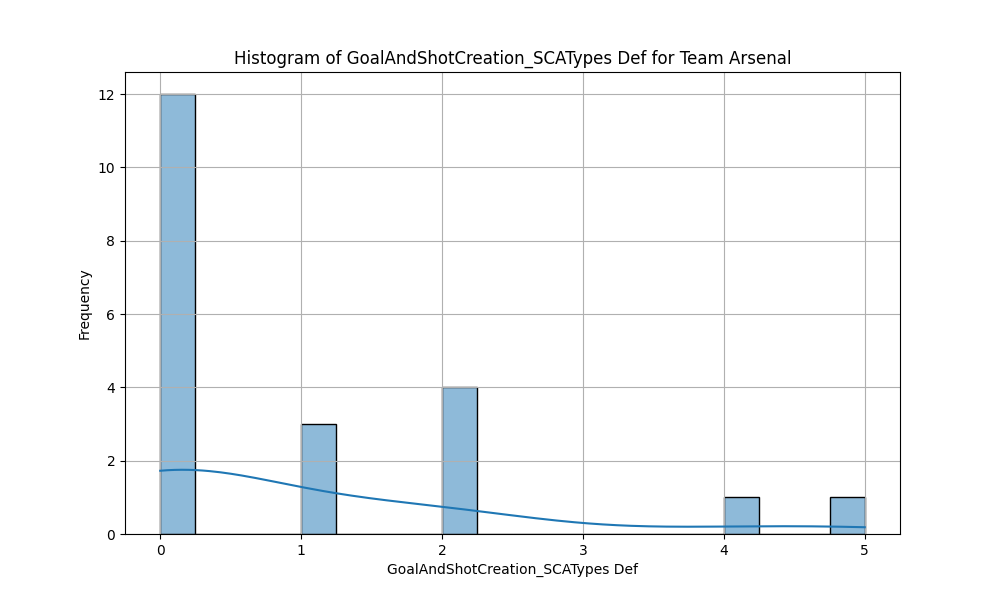 Histogram of GoalAndShotCreation_SCATypes Def for Team Arsenal
12
10
8
6
4
2
0
Frequency
0 1 2 3 4 5
GoalAndShotCreation_SCATypes Def